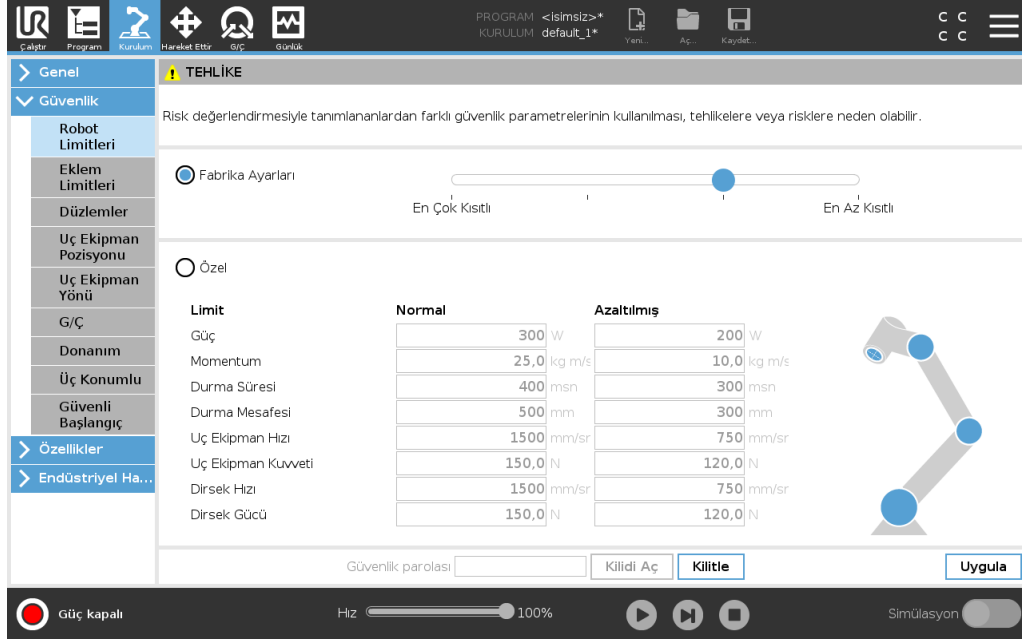 PROGRAM <isimsiz>*
KURULUM default_1*
Çalıştır Program Kurulum Hareket Ettir G/Ç Günlük Yeni... Aç... Kaydet...
C C
C C
Genel
Güvenlik
Robot
Limitleri
Eklem
Limitleri
Düzlemler
Uç Ekipman
Pozisyonu
Uç Ekipman
Yönü
G/Ç
Donanım
Üç Konumlu
Güvenli
Başlangıç
Özellikler
Endüstriyel Ha...
TEHLİKE
Risk değerlendirmesiyle tanımlananlardan farklı güvenlik parametrelerinin kullanılması, tehlikelere veya risklere neden olabilir.
Fabrika Ayarları
En Çok Kısıtlı En Az Kısıtlı
Özel
Limit Normal Azaltılmış
Güç 300 W 200 W
Momentum 25,0 kg m/s 10,0 kg m/s
Durma Süresi 400 msn 300 msn
Durma Mesafesi 500 mm 300 mm
Uç Ekipman Hızı 1500 mm/sr 750 mm/sr
Uç Ekipman Kuvveti 150,0 N 120,0 N
Dirsek Hızı 1500 mm/sr 750 mm/sr
Dirsek Gücü 150,0 N 120,0 N
Güvenlik parolası Kilidi Aç Kilitle Uygula
Güç kapalı Hız 100% Simülasyon